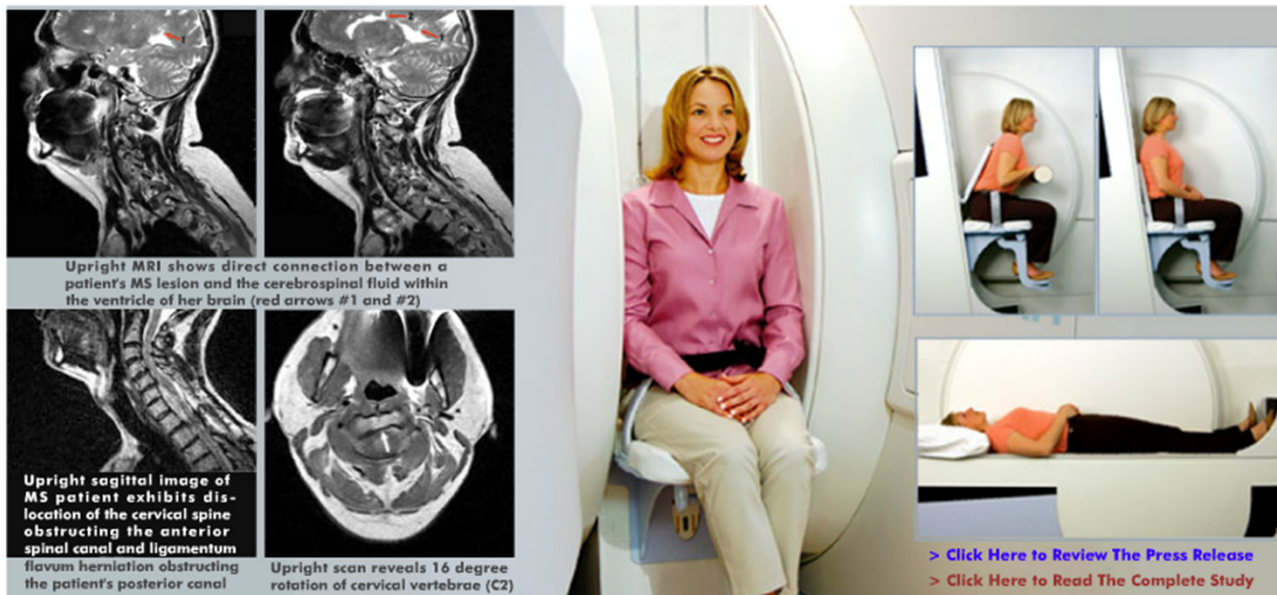 1
2
1
Upright MRI shows direct connection between a
patient's MS lesion and the cerebrospinal fluid within
the ventricle of her brain (red arrows #1 and #2)
Upright sagittal image of
MS patient exhibits dis-
location of the cervical spine
obstructing the anterior
spinal canal and ligamentum
flavum herniation obstructing
the patient's posterior canal
Upright scan reveals 16 degree
rotation of cervical vertebrae (C2)
> Click Here to Review The Press Release
> Click Here to Read The Complete Study